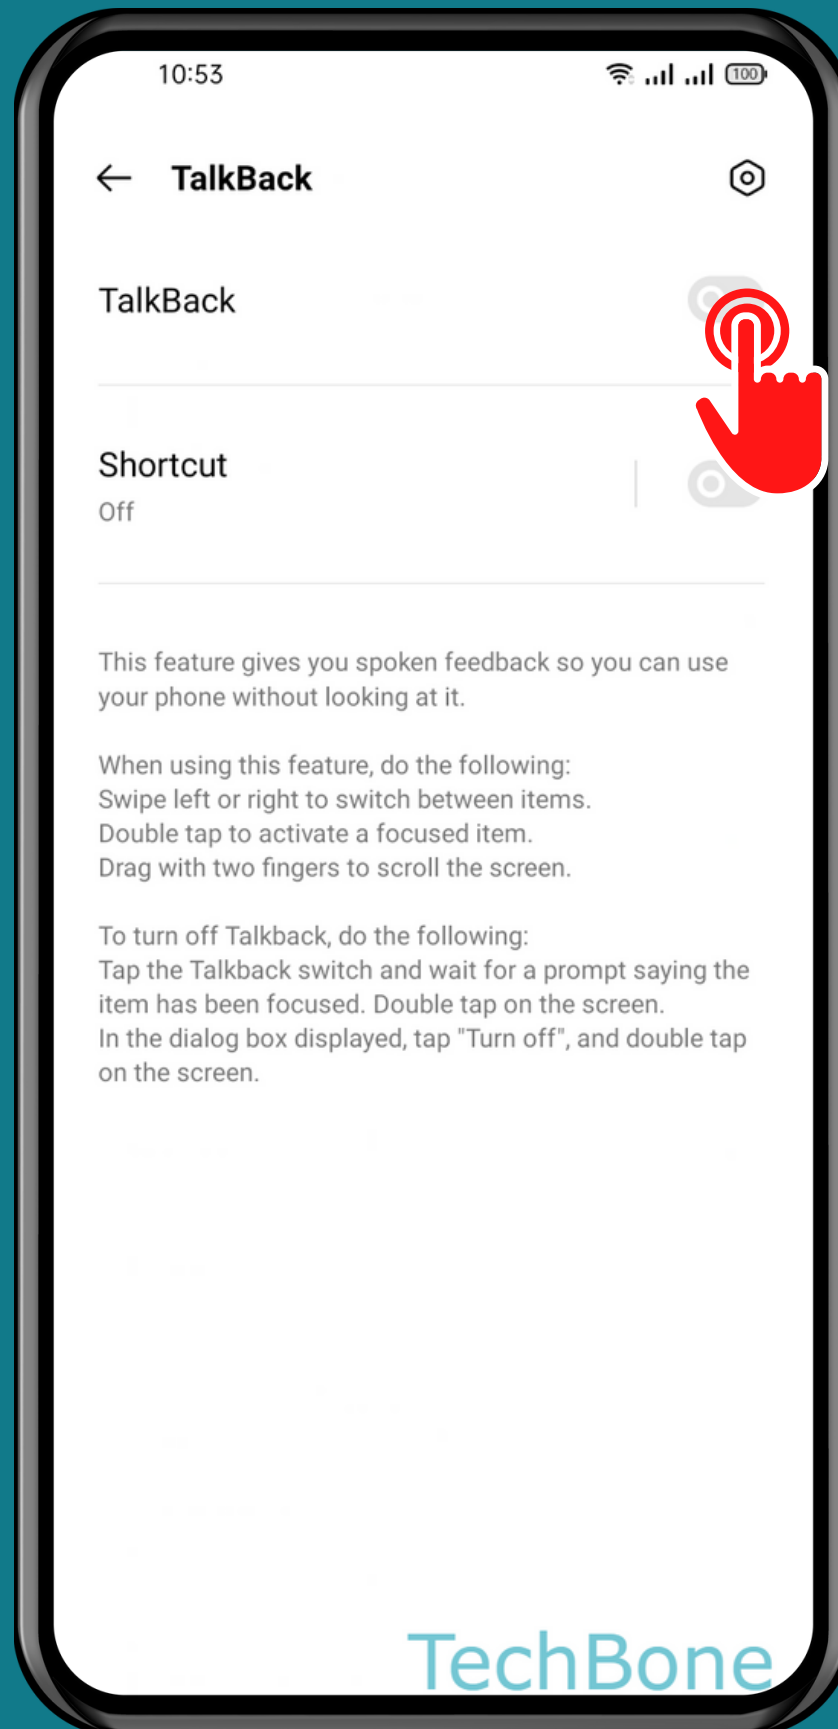 10:53
100
TalkBack
TalkBack
Shortcut
Off
This feature gives you spoken feedback so you can use
your phone without looking at it.
When using this feature, do the following:
Swipe left or right to switch between items.
Double tap to activate a focused item.
Drag with two fingers to scroll the screen.
To turn off Talkback, do the following:
Tap the Talkback switch and wait for a prompt saying the
item has been focused. Double tap on the screen.
In the dialog box displayed, tap "Turn off", and double tap
on the screen.
TechBone